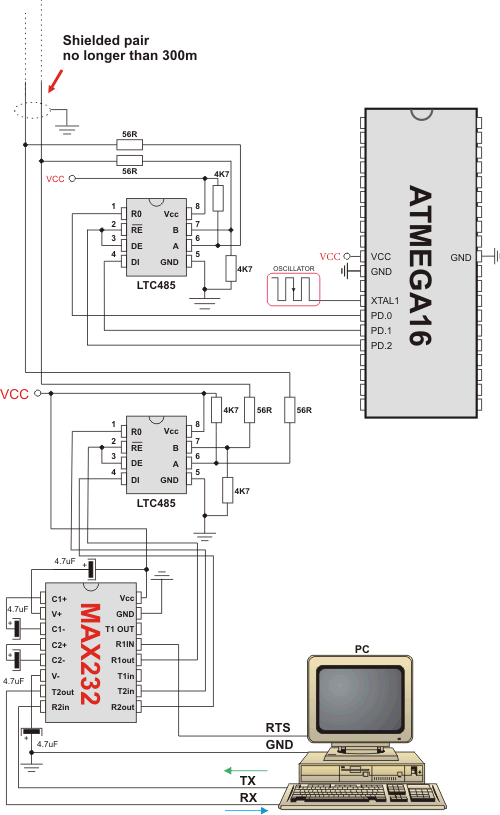 Shielded pair
no longer than 300m
56R
56R
VCC
4K7
1 R0 Vcc 8
2 RE B 7
3 DE A 6
4 DI GND 5
LTC485
4K7
OSCILLATOR
ATMEGA16
VCC VCC
GND
GND
XTAL1
PD.0
PD.1
PD.2
VCC
4K7 56R 56R
1 R0 Vcc 8
2 RE B 7
3 DE A 6
4 DI GND 5
LTC485
4K7
4.7uF
+
MAX232
C1+ Vcc
4.7uF
V+ GND
+
C1- T1 OUT
C2+ R1IN
+
C2- R1out
4.7uF
V- T1in
T2out T2in
R2in R2out
+
4.7uF
PC
RTS
GND
TX
RX